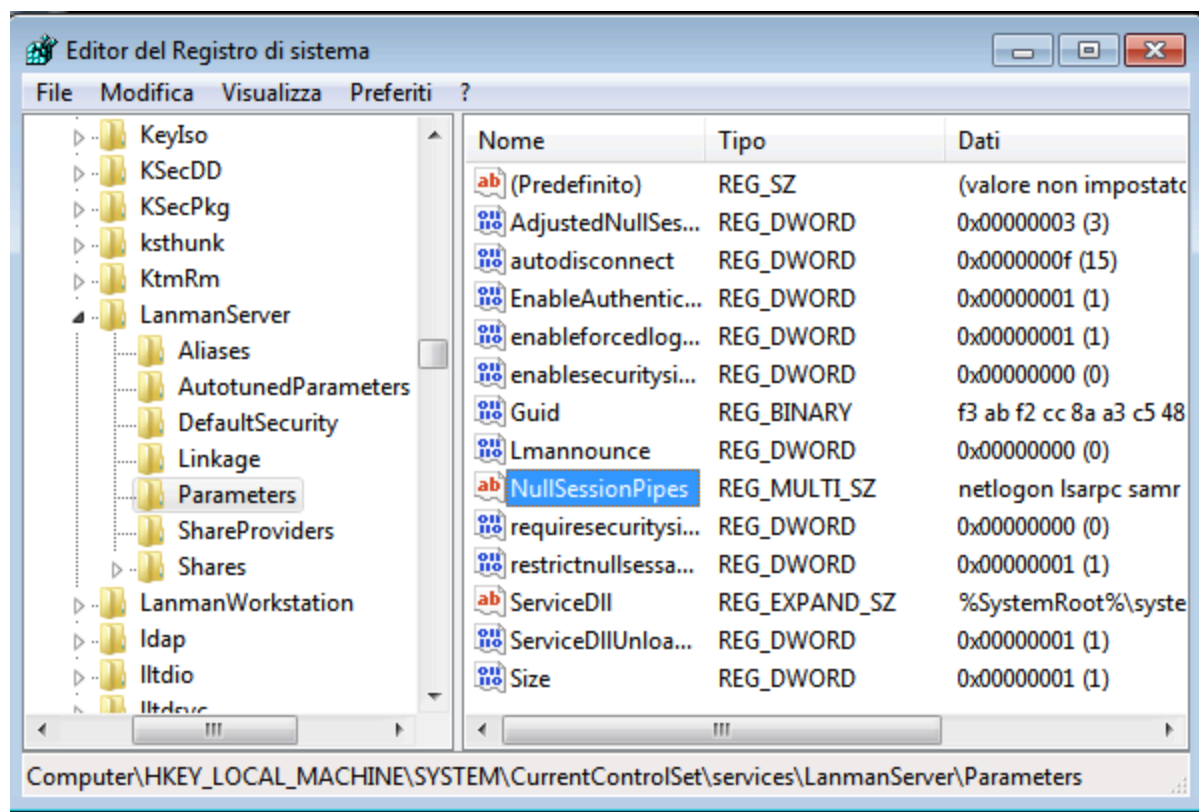 Editor del Registro di sistema
File Modifica Visualizza Preferiti ?
KeyIso
KSecDD
KSecPkg
ksthunk
KtmRm
LanmanServer
Aliases
AutotunedParameters
DefaultSecurity
Linkage
Parameters
ShareProviders
Shares
LanmanWorkstation
ldap
lltdio
lltdsvc
Nome Tipo Dati
(Predefinito) REG_SZ (valore non impostato
AdjustedNullSes... REG_DWORD 0x00000003 (3)
autodisconnect REG_DWORD 0x0000000f (15)
EnableAuthentic... REG_DWORD 0x00000001 (1)
enableforcedlog... REG_DWORD 0x00000001 (1)
enablesecuritysi... REG_DWORD 0x00000000 (0)
Guid REG_BINARY f3 ab f2 cc 8a a3 c5 48
Lmannounce REG_DWORD 0x00000000 (0)
NullSessionPipes REG_MULTI_SZ netlogon lsarpc samr
requiresecuritysi... REG_DWORD 0x00000000 (0)
restrictnullsessa... REG_DWORD 0x00000001 (1)
ServiceDll REG_EXPAND_SZ %SystemRoot%\syste
ServiceDllUnloa... REG_DWORD 0x00000001 (1)
Size REG_DWORD 0x00000001 (1)
Computer\HKEY_LOCAL_MACHINE\SYSTEM\CurrentControlSet\services\LanmanServer\Parameters